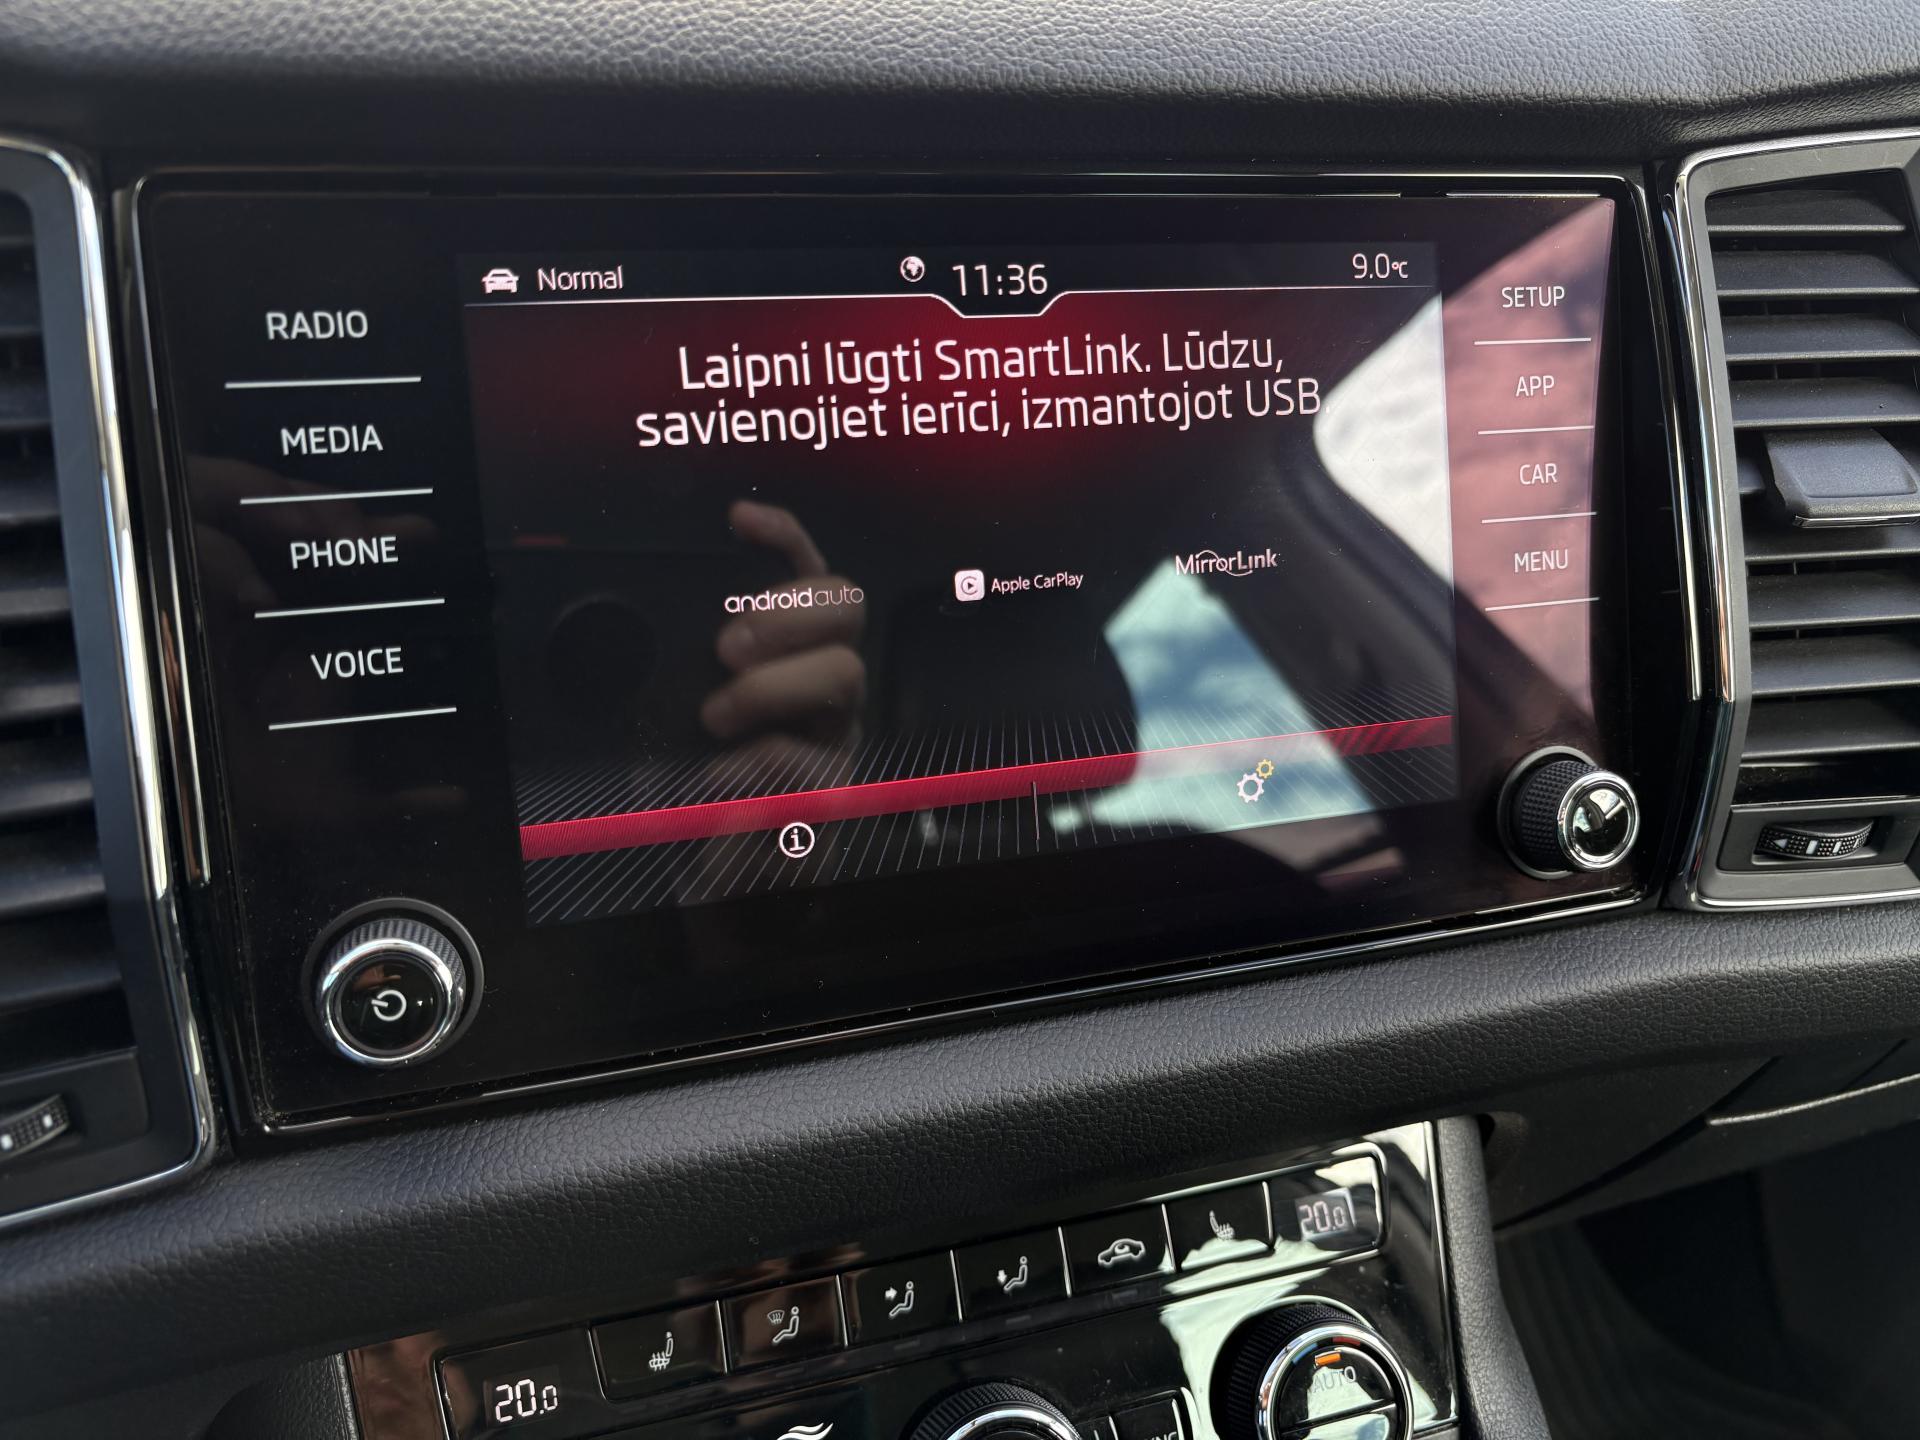 Normal
11:36
9.0°C
Laipni lūgti SmartLink. Lūdzu,
savienojiet ierīci, izmantojot USB.
androidauto
Apple CarPlay
MirrorLink
i
RADIO
MEDIA
PHONE
VOICE
SETUP
APP
CAR
MENU
20.0
20.0
AUTO